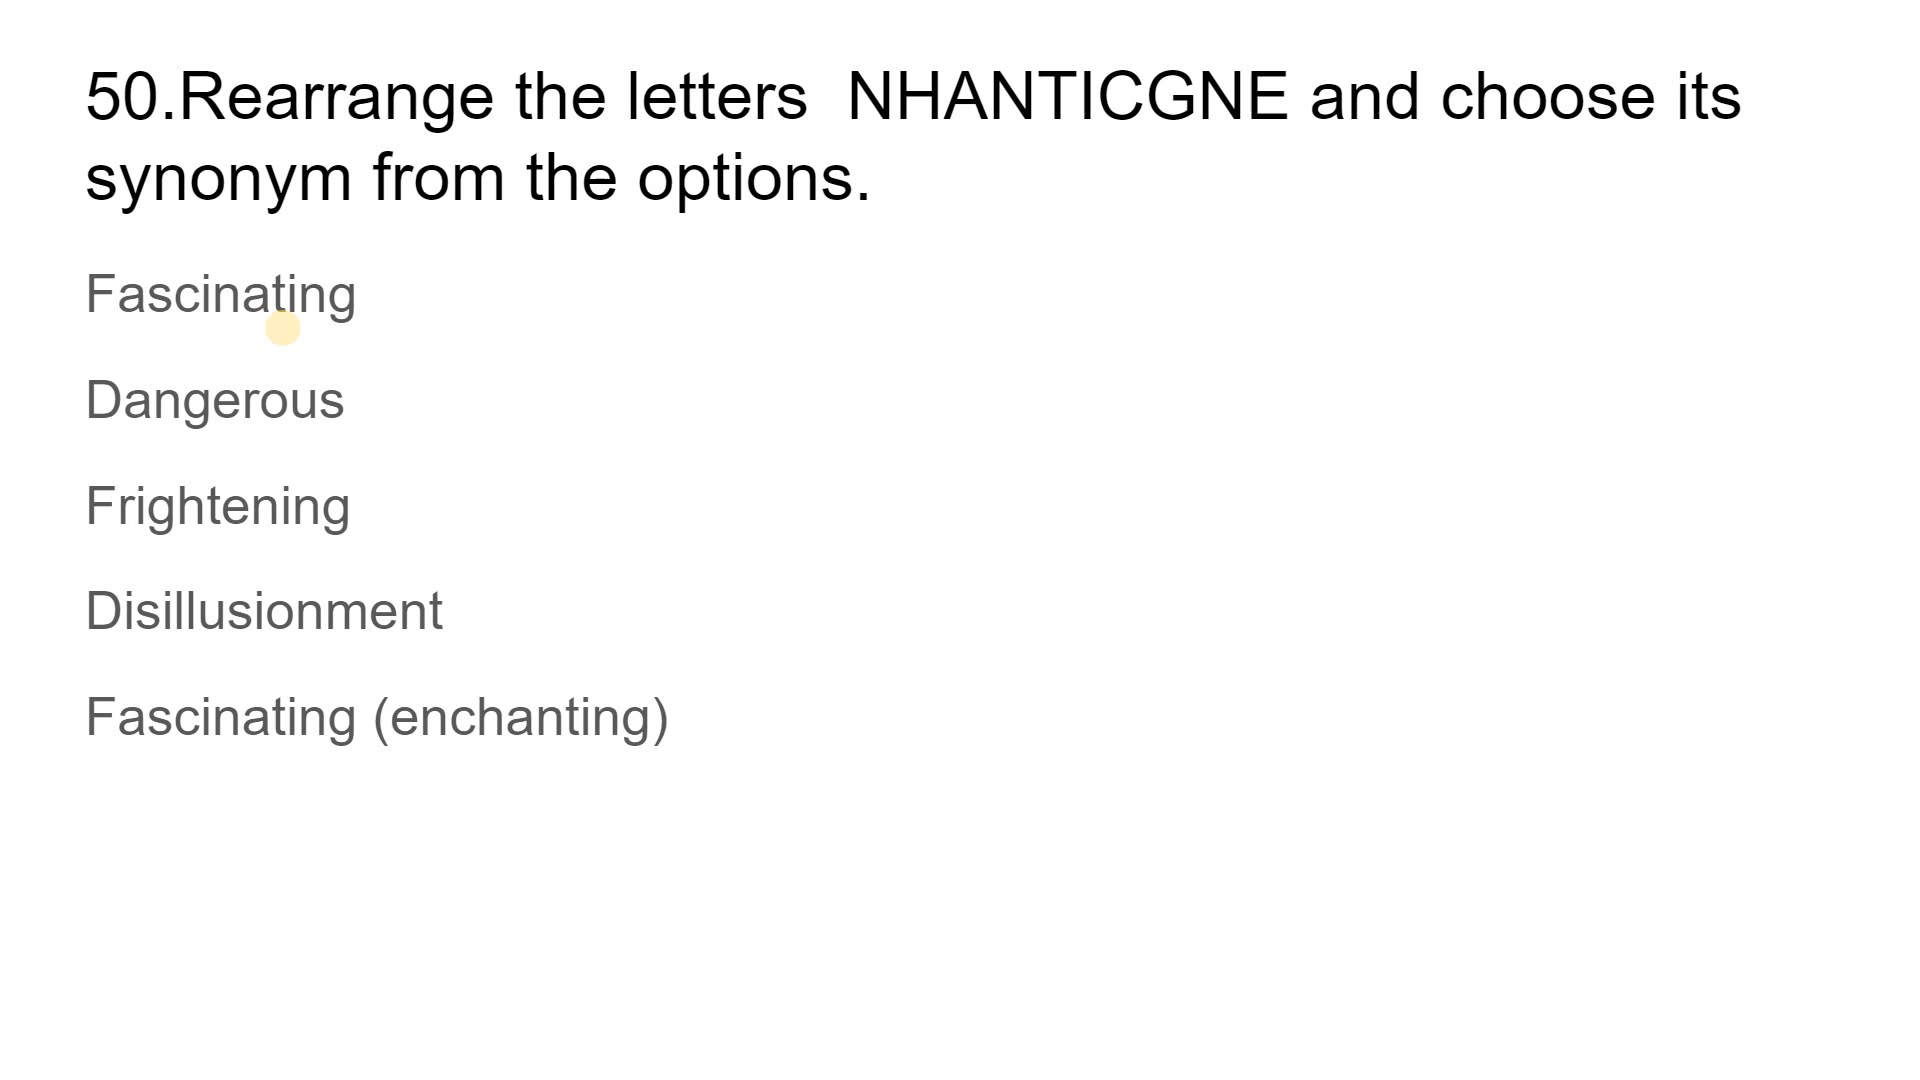 50.Rearrange the letters  NHANTICGNE and choose its
synonym from the options.
Fascinating
Dangerous
Frightening
Disillusionment
Fascinating (enchanting)